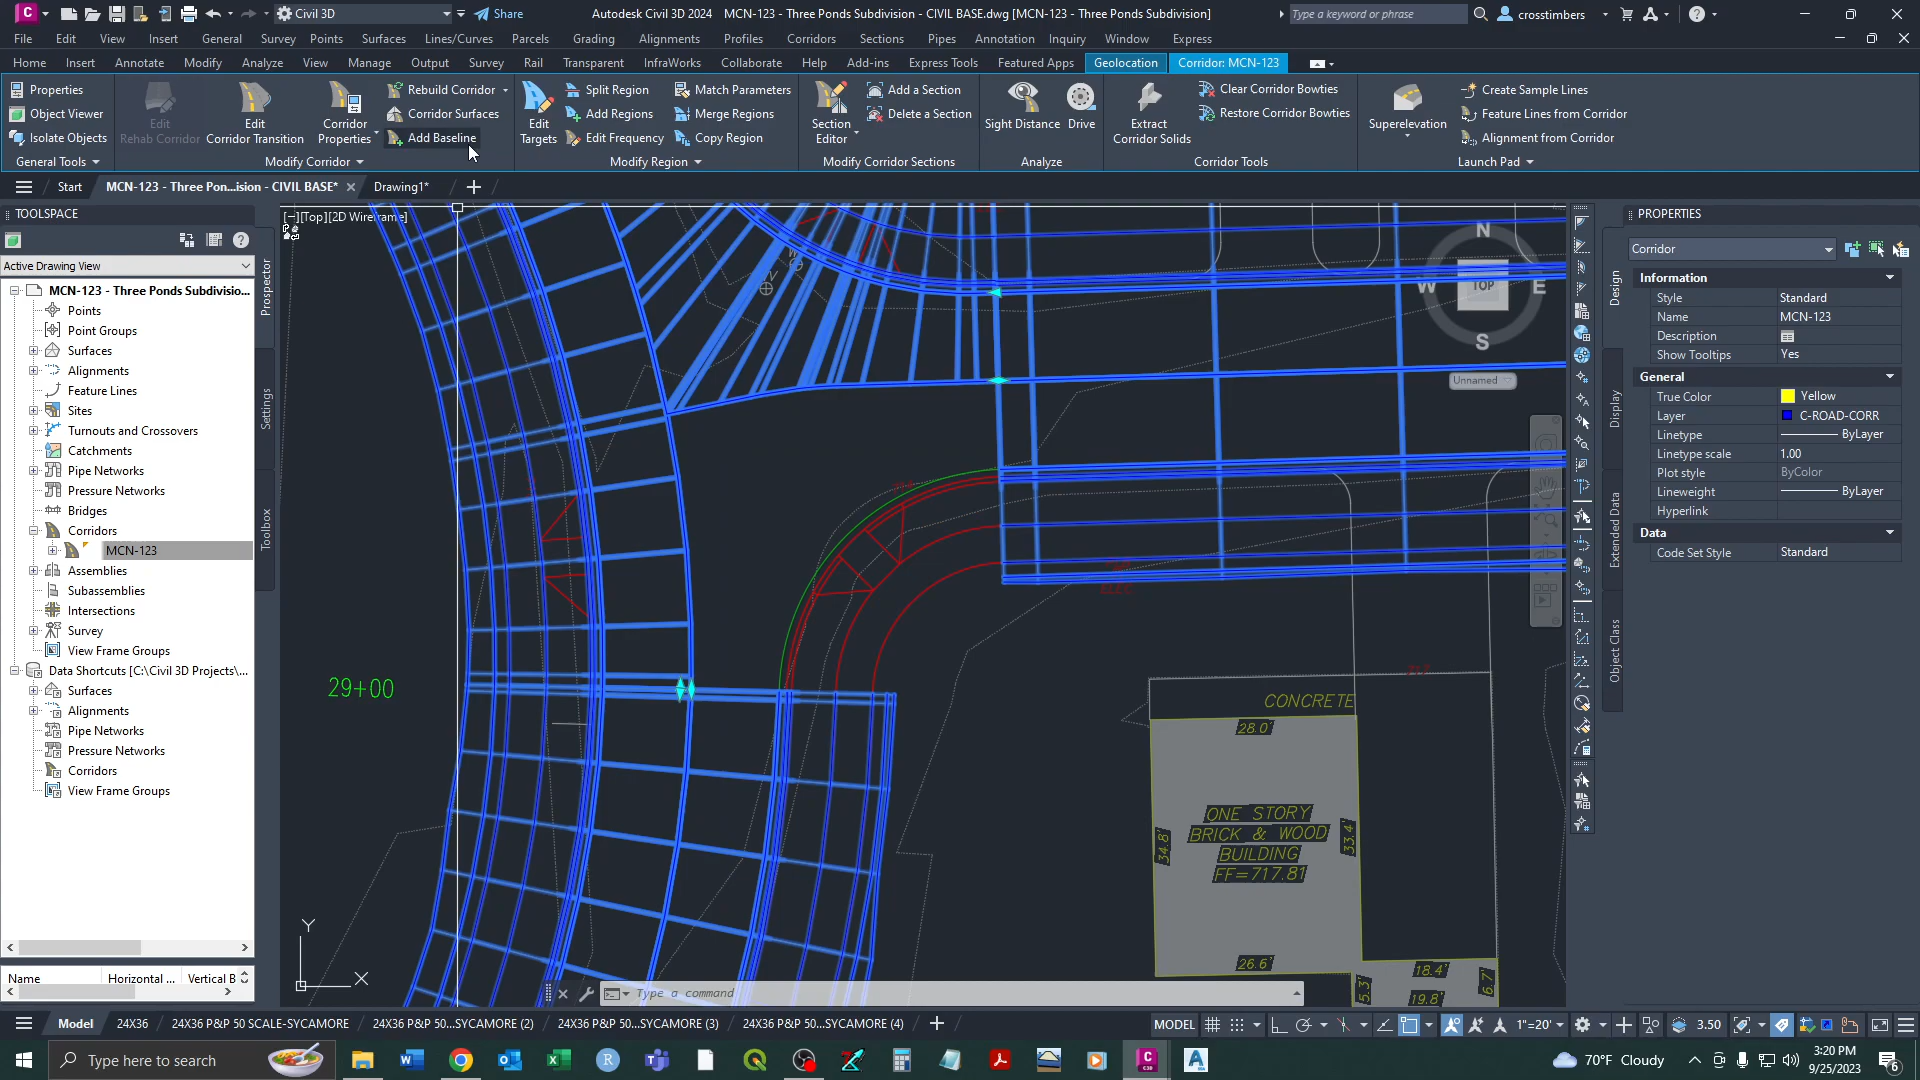 Civil 3D
Share
Autodesk Civil 3D 2024 MCN-123 - Three Ponds Subdivision - CIVIL BASE.dwg [MCN-123 - Three Ponds Subdivision]
Type a keyword or phrase
crosstimbers
File Edit View Insert General Survey Points Surfaces Lines/Curves Parcels Grading Alignments Profiles Corridors Sections Pipes Annotation Inquiry Window Express
Home Insert Annotate Modify Analyze View Manage Output Survey Rail Transparent InfraWorks Collaborate Help Add-ins Express Tools Featured Apps Geolocation Corridor: MCN-123
Properties
Object Viewer
Isolate Objects
General Tools
Edit
Rehab Corridor
Edit
Corridor Transition
Corridor
Properties
Rebuild Corridor
Corridor Surfaces
Add Baseline
Modify Corridor
Edit
Targets
Split Region
Add Regions
Edit Frequency
Match Parameters
Merge Regions
Copy Region
Modify Region
Section
Editor
Add a Section
Delete a Section
Modify Corridor Sections
Sight Distance
Drive
Analyze
Extract
Corridor Solids
Clear Corridor Bowties
Restore Corridor Bowties
Corridor Tools
Superelevation
Create Sample Lines
Feature Lines from Corridor
Alignment from Corridor
Launch Pad
Start
MCN-123 - Three Pon...ision - CIVIL BASE*
Drawing1*
TOOLSPACE
Active Drawing View
MCN-123 - Three Ponds Subdivisio...
Points
Point Groups
Surfaces
Alignments
Feature Lines
Sites
Turnouts and Crossovers
Catchments
Pipe Networks
Pressure Networks
Bridges
Corridors
MCN-123
Assemblies
Subassemblies
Intersections
Survey
View Frame Groups
Data Shortcuts [C:\Civil 3D Projects\...
Surfaces
Alignments
Pipe Networks
Pressure Networks
Corridors
View Frame Groups
Name Horizontal ... Vertical B
Prospector
Settings
Survey
Toolbox
[−][Top][2D Wireframe]
29+00
N
W TOP E
S
Unnamed
CONCRETE
28.0'
ONE STORY
BRICK & WOOD
BUILDING
FF=717.81
34.8'
33.4'
26.6'
18.4'
5.3'
19.8'
6.7'
Y
X
Type a command
PROPERTIES
Corridor
Information
Style Standard
Name MCN-123
Description
Show Tooltips Yes
General
True Color Yellow
Layer C-ROAD-CORR
Linetype ByLayer
Linetype scale 1.00
Plot style ByColor
Lineweight ByLayer
Hyperlink
Data
Code Set Style Standard
Design
Display
Extended Data
Object Class
Model 24X36 24X36 P&P 50 SCALE-SYCAMORE 24X36 P&P 50...SYCAMORE (2) 24X36 P&P 50...SYCAMORE (3) 24X36 P&P 50...SYCAMORE (4)
MODEL
1"=20'
3.50
Type here to search
70°F Cloudy
3:20 PM
9/25/2023
6